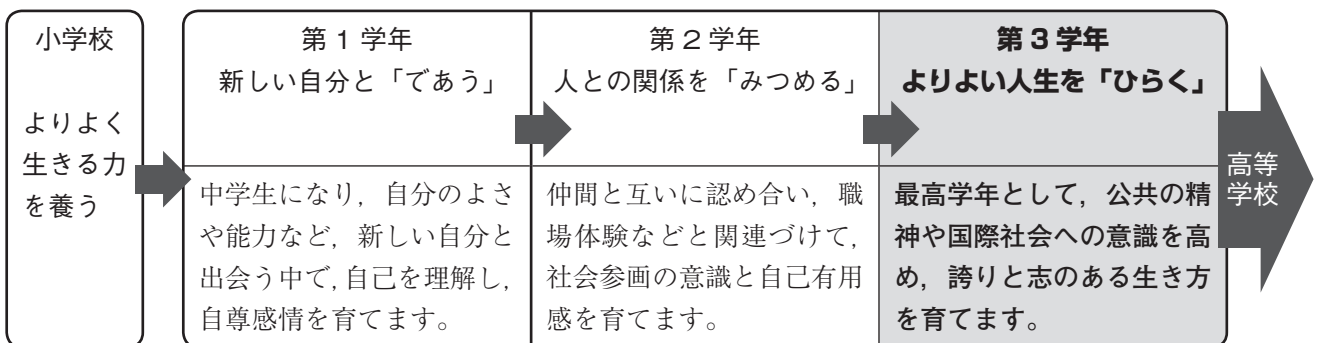 小学校
よりよく
生きる力
を養う
第1学年
新しい自分と「であう」
中学生になり，自分のよさ
や能力など，新しい自分と
出会う中で，自己を理解し，
自尊感情を育てます。
第2学年
人との関係を「みつめる」
仲間と互いに認め合い，職
場体験などと関連づけて，
社会参画の意識と自己有用
感を育てます。
第3学年
よりよい人生を「ひらく」
最高学年として，公共の精
神や国際社会への意識を高
め，誇りと志のある生き方
を育てます。
高等
学校